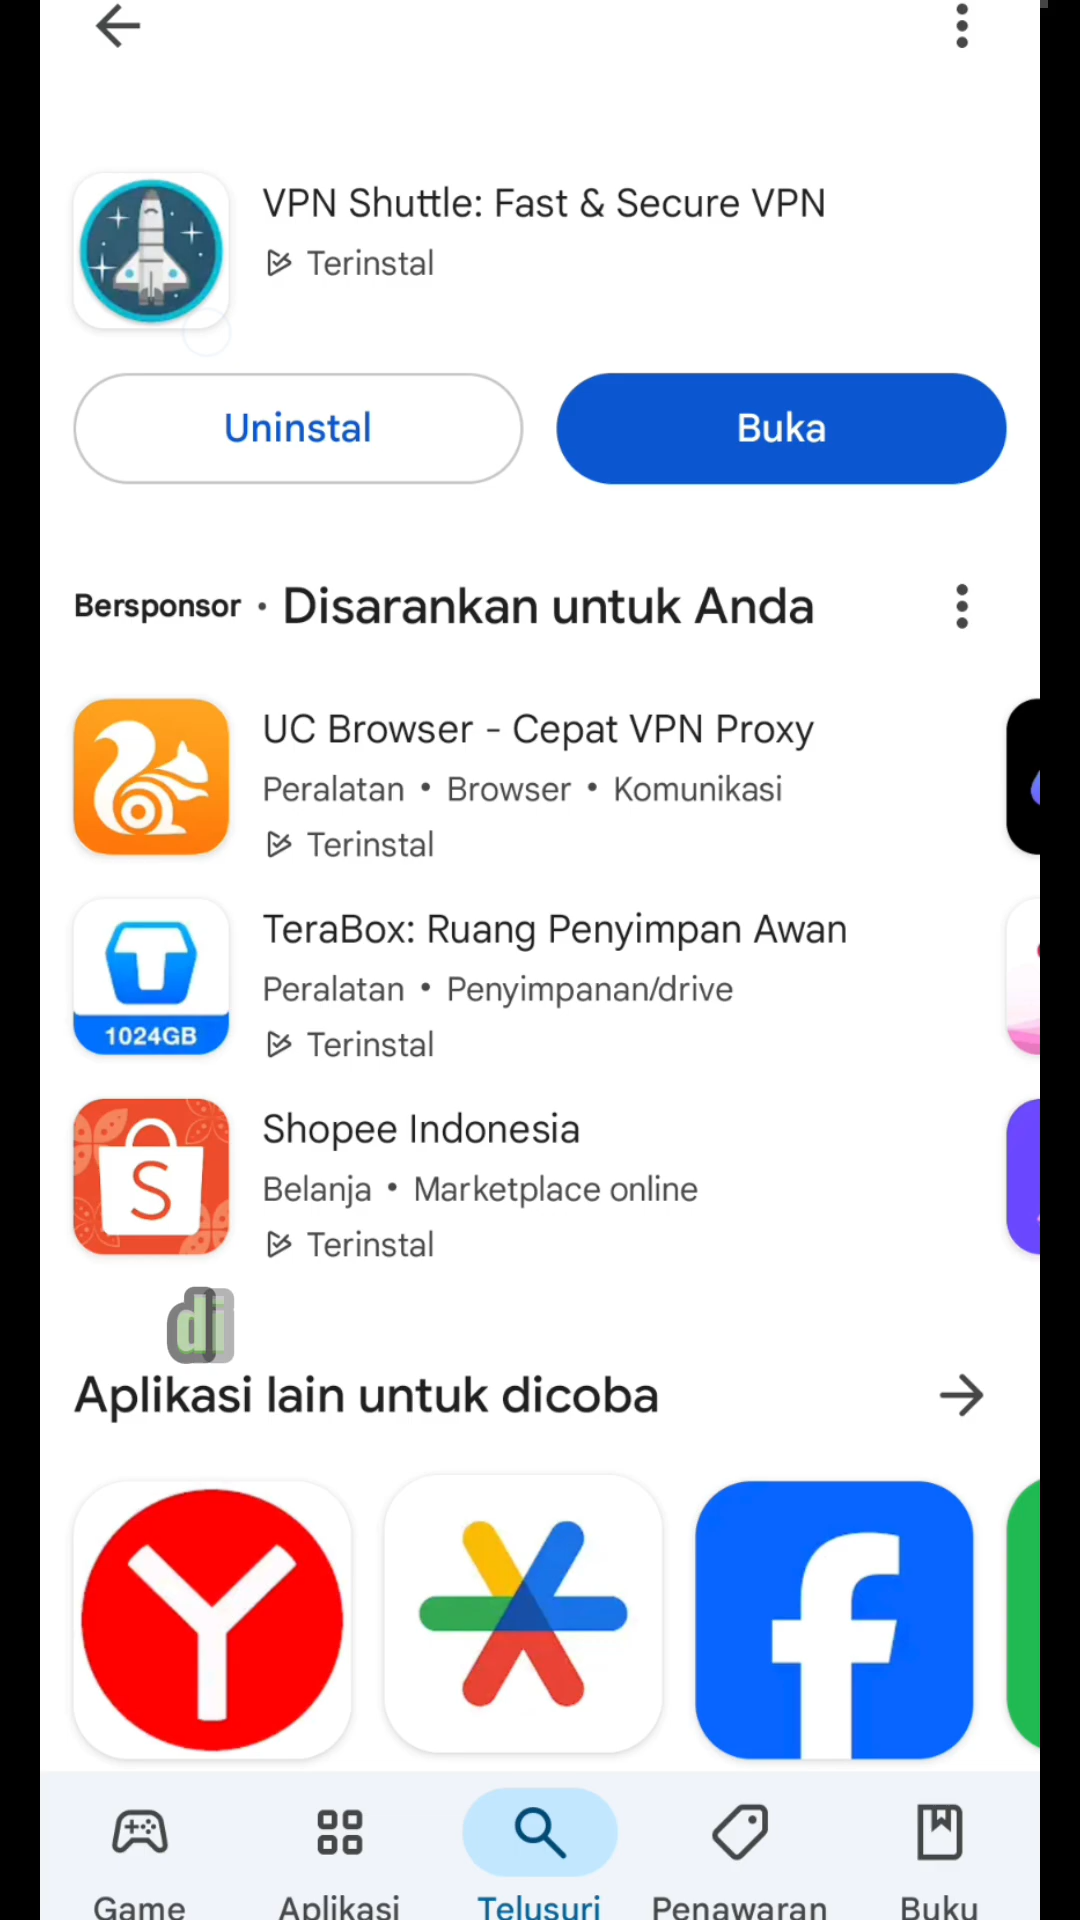 VPN Shuttle: Fast & Secure VPN
Terinstal
Uninstal
Buka
Bersponsor • Disarankan untuk Anda
UC Browser - Cepat VPN Proxy
Peralatan • Browser • Komunikasi
Terinstal
1024GB
TeraBox: Ruang Penyimpan Awan
Peralatan • Penyimpanan/drive
Terinstal
S
Shopee Indonesia
Belanja • Marketplace online
Terinstal
di
Aplikasi lain untuk dicoba
Game
Aplikasi
Telusuri
Penawaran
Buku